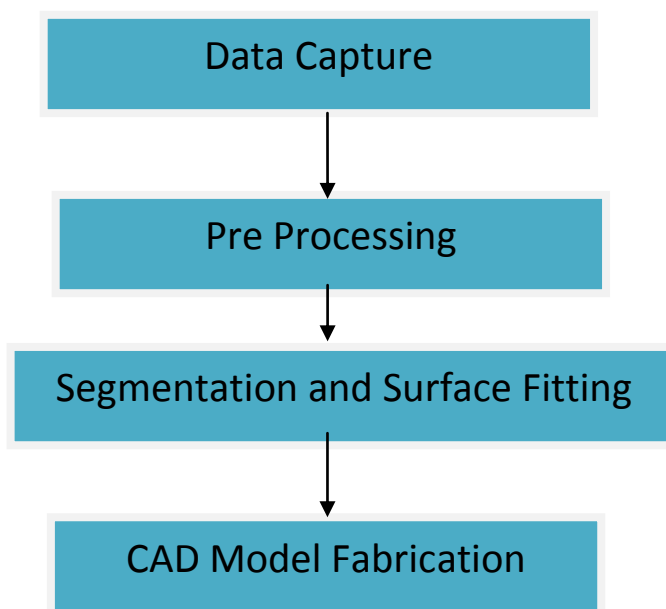 Data Capture
Pre Processing
Segmentation and Surface Fitting
CAD Model Fabrication